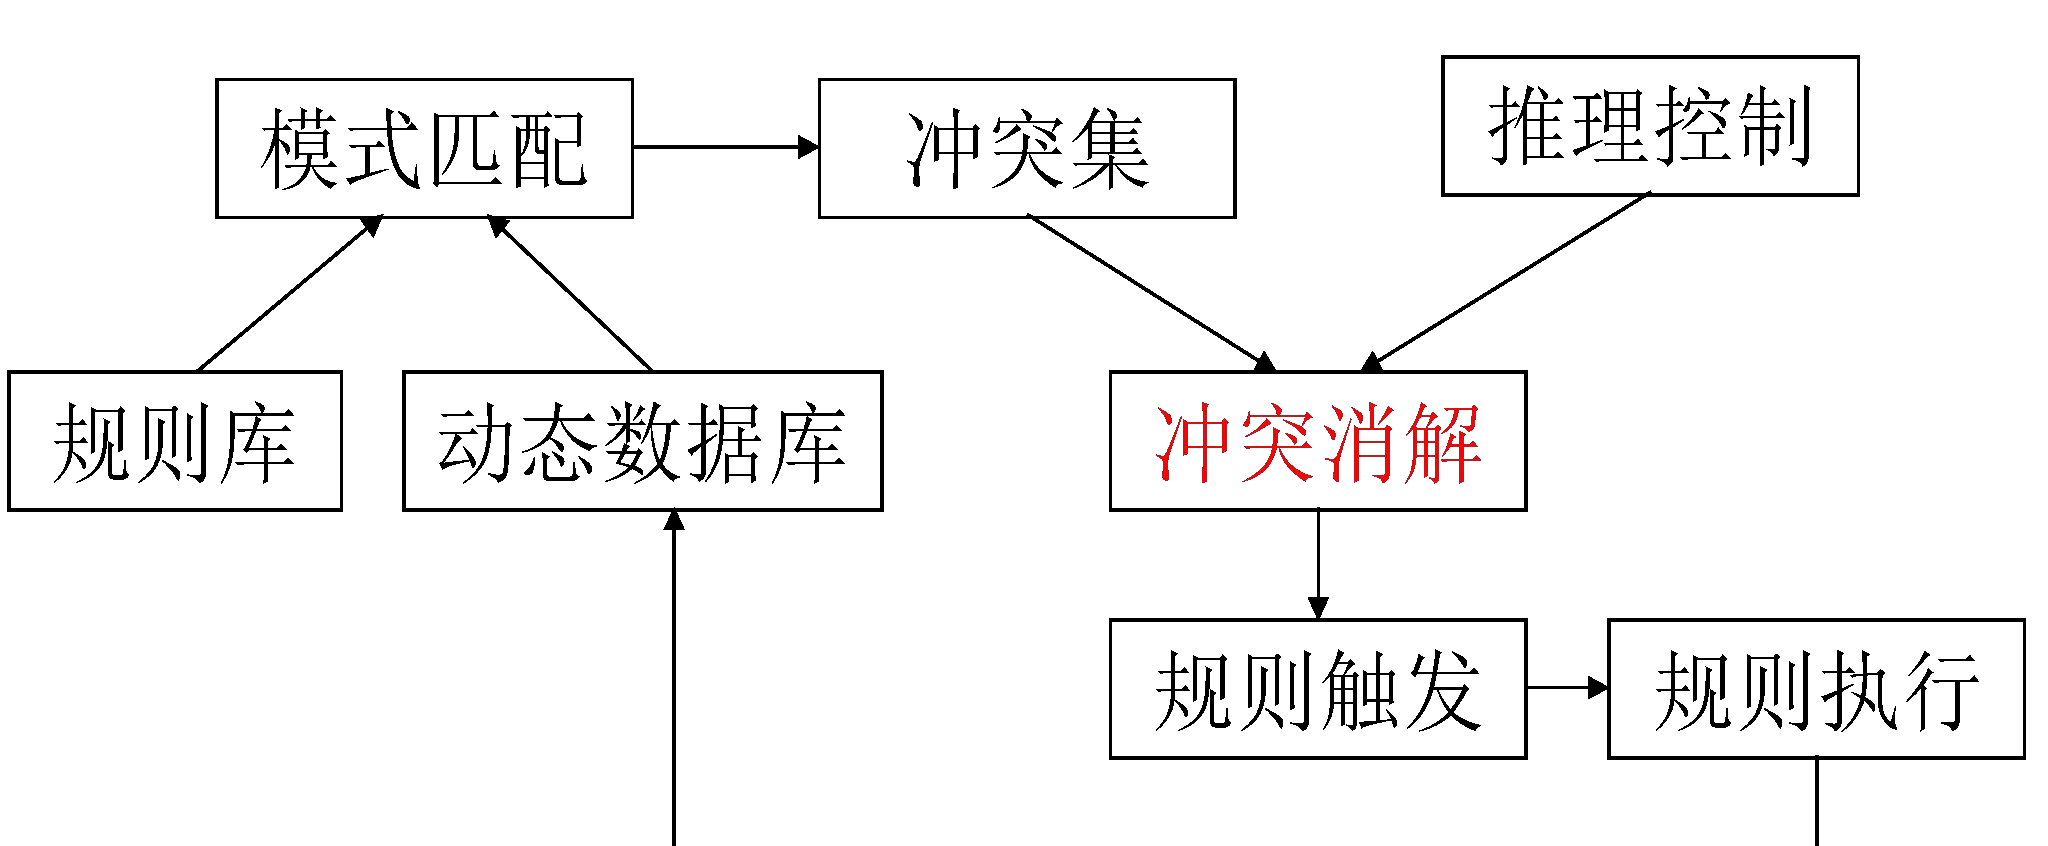 模式匹配
冲突集
推理控制
规则库
动态数据库
冲突消解
规则触发
规则执行